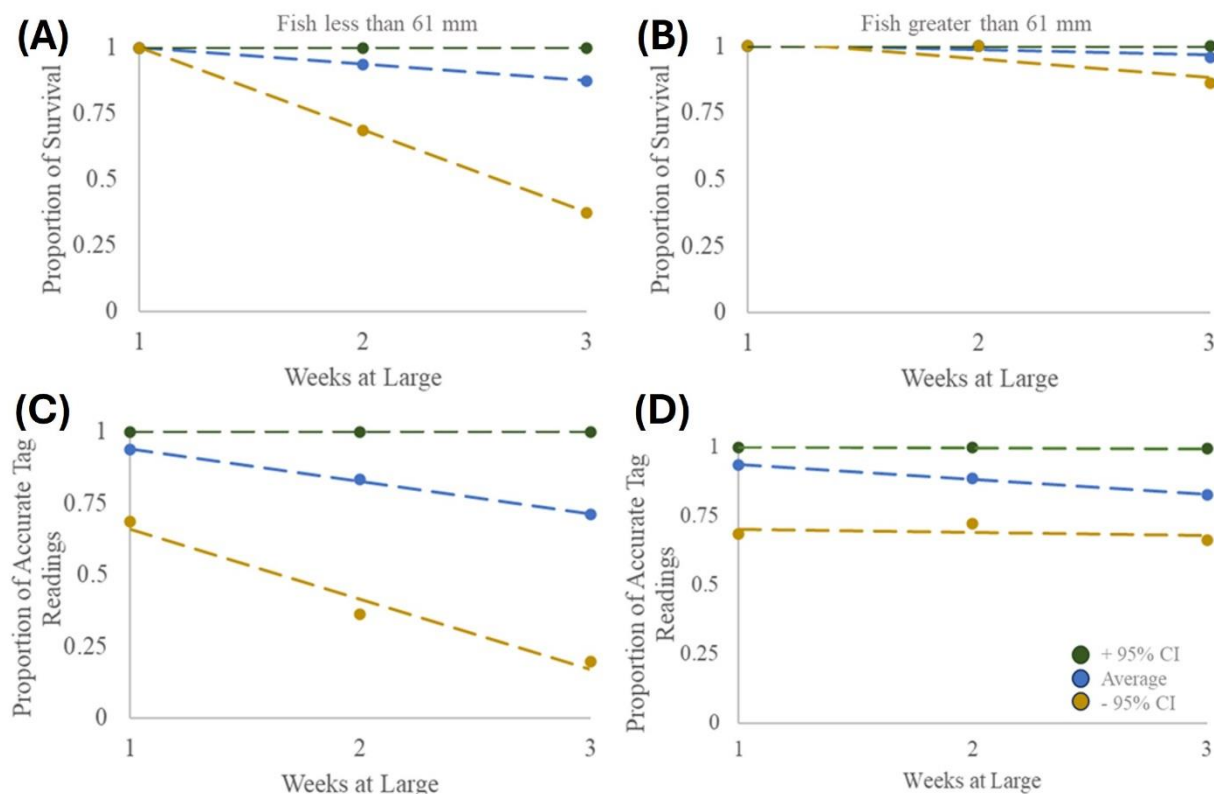 (A)
Fish less than 61 mm
Proportion of Survival
1
0.75
0.5
0.25
0
1 2 3
Weeks at Large
(B)
Fish greater than 61 mm
Proportion of Survival
1
0.75
0.5
0.25
0
1 2 3
Weeks at Large
(C)
Proportion of Accurate Tag
Readings
1
0.75
0.5
0.25
0
1 2 3
Weeks at Large
(D)
Proportion of Accurate Tag
Readings
1
0.75
0.5
0.25
0
1 2 3
Weeks at Large
+ 95% CI
Average
- 95% CI